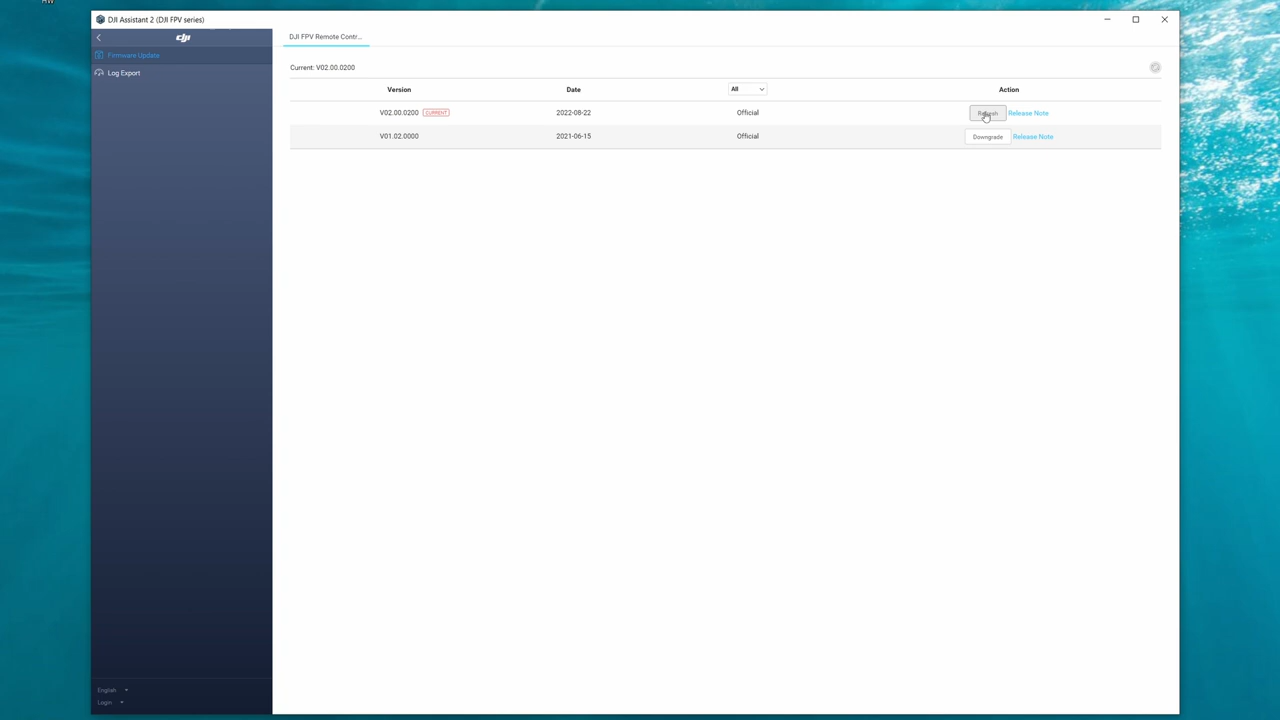 HW
DJI Assistant 2 (DJI FPV series)
dji
DJI FPV Remote Contr...
Firmware Update
Log Export
Current: V02.00.0200
Version Date All Action
V02.00.0200 CURRENT 2022-08-22 Official Refresh Release Note
V01.02.0000 2021-06-15 Official Downgrade Release Note
English
Login